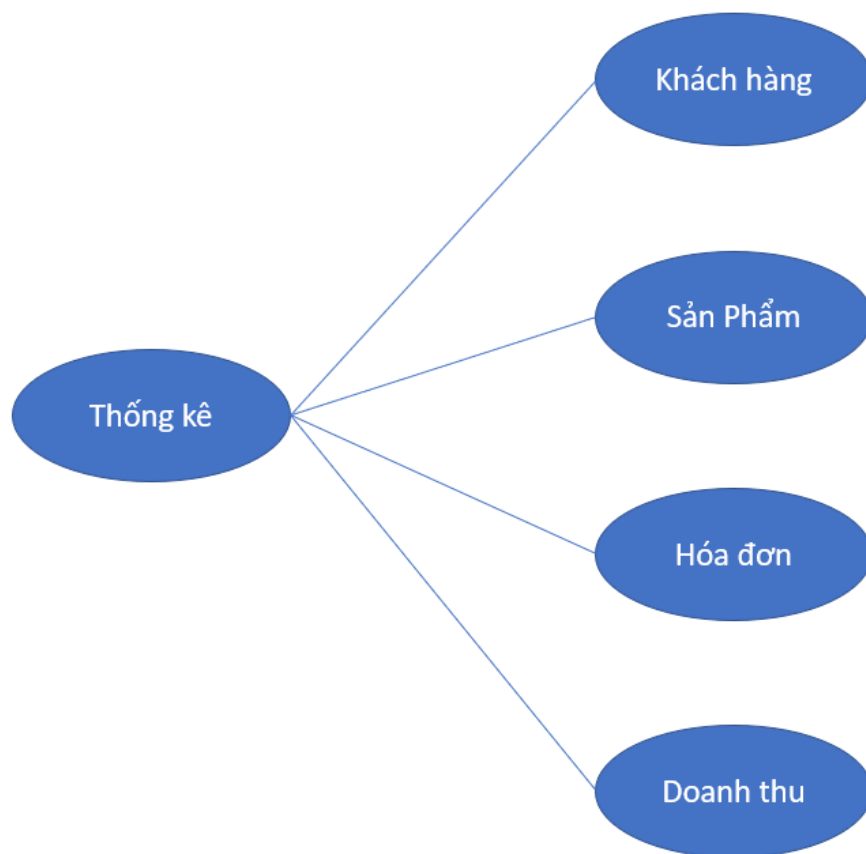 Khách hàng
Sản Phẩm
Thống kê
Hóa đơn
Doanh thu